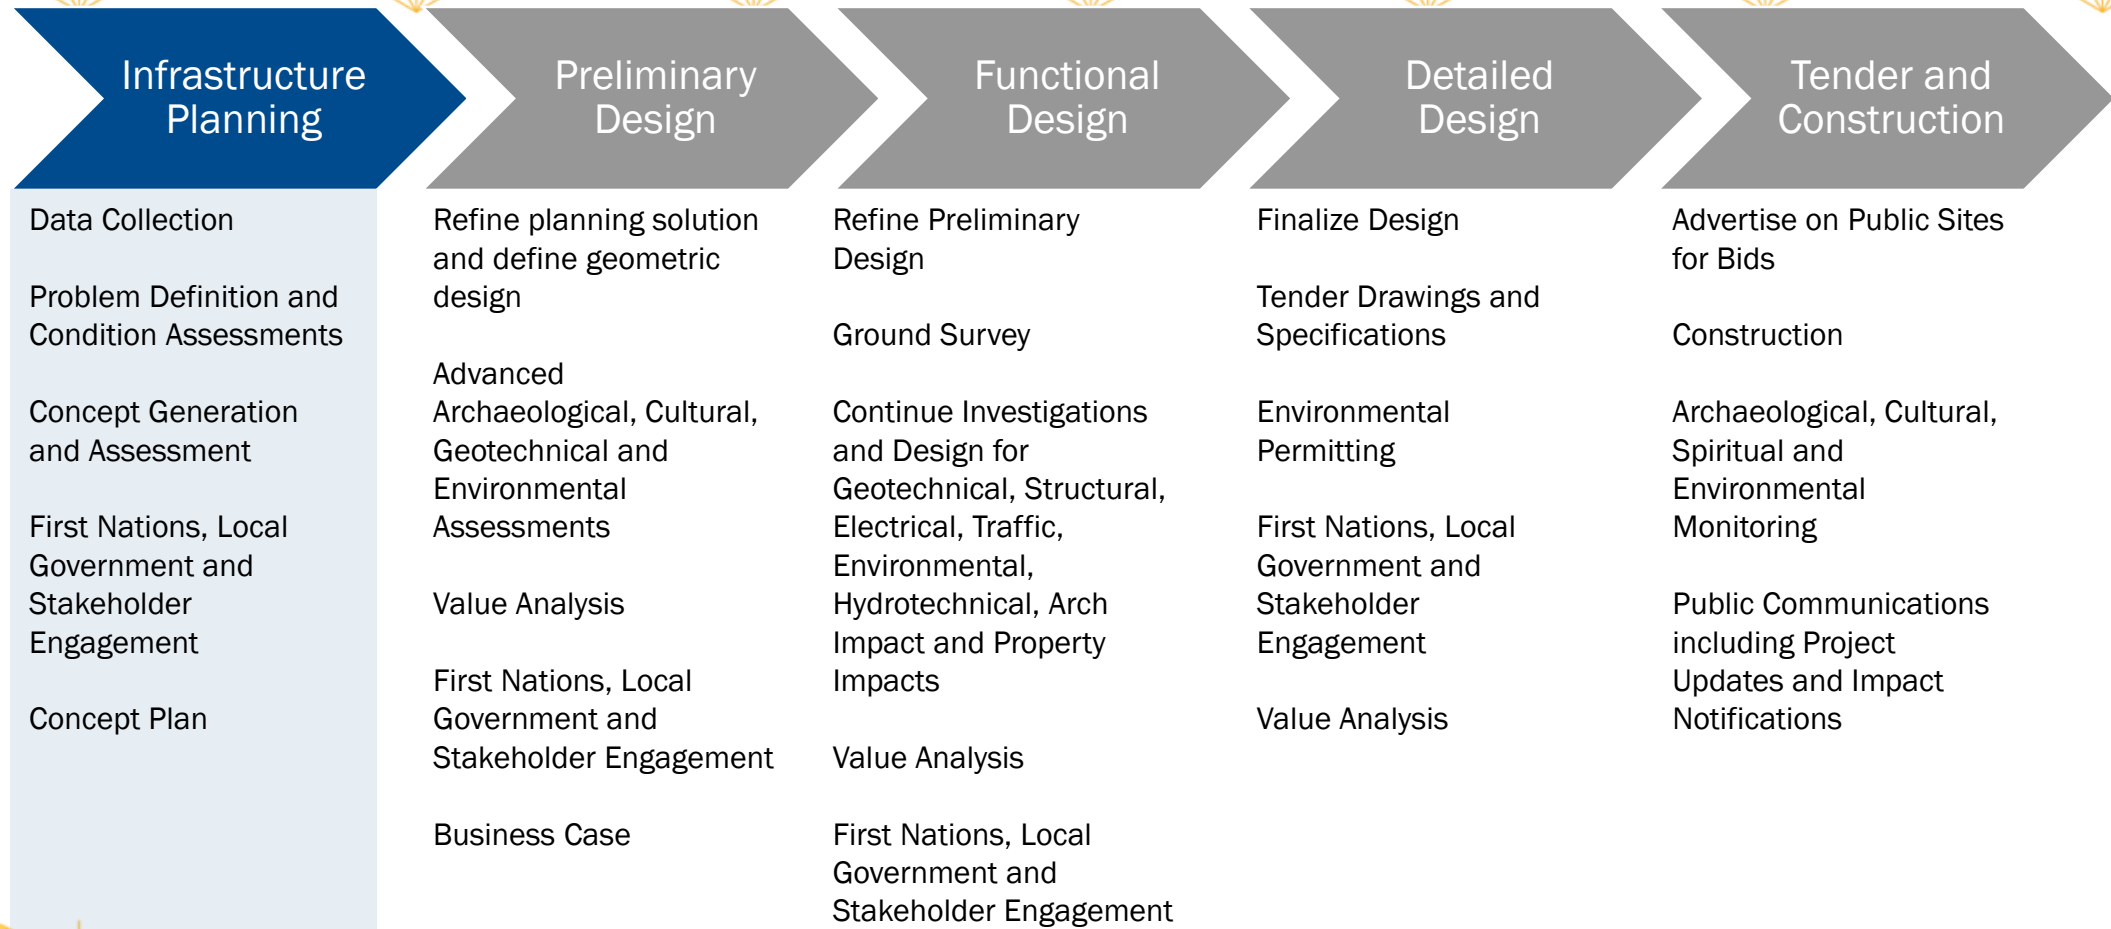 Infrastructure
Planning
Data Collection
Problem Definition and
Condition Assessments
Concept Generation
and Assessment
First Nations, Local
Government and
Stakeholder
Engagement
Concept Plan
Preliminary
Design
Refine planning solution
and define geometric
design
Advanced
Archaeological, Cultural,
Geotechnical and
Environmental
Assessments
Value Analysis
First Nations, Local
Government and
Stakeholder Engagement
Business Case
Functional
Design
Refine Preliminary
Design
Ground Survey
Continue Investigations
and Design for
Geotechnical, Structural,
Electrical, Traffic,
Environmental,
Hydrotechnical, Arch
Impact and Property
Impacts
Value Analysis
First Nations, Local
Government and
Stakeholder Engagement
Detailed
Design
Finalize Design
Tender Drawings and
Specifications
Environmental
Permitting
First Nations, Local
Government and
Stakeholder
Engagement
Value Analysis
Tender and
Construction
Advertise on Public Sites
for Bids
Construction
Archaeological, Cultural,
Spiritual and
Environmental
Monitoring
Public Communications
including Project
Updates and Impact
Notifications